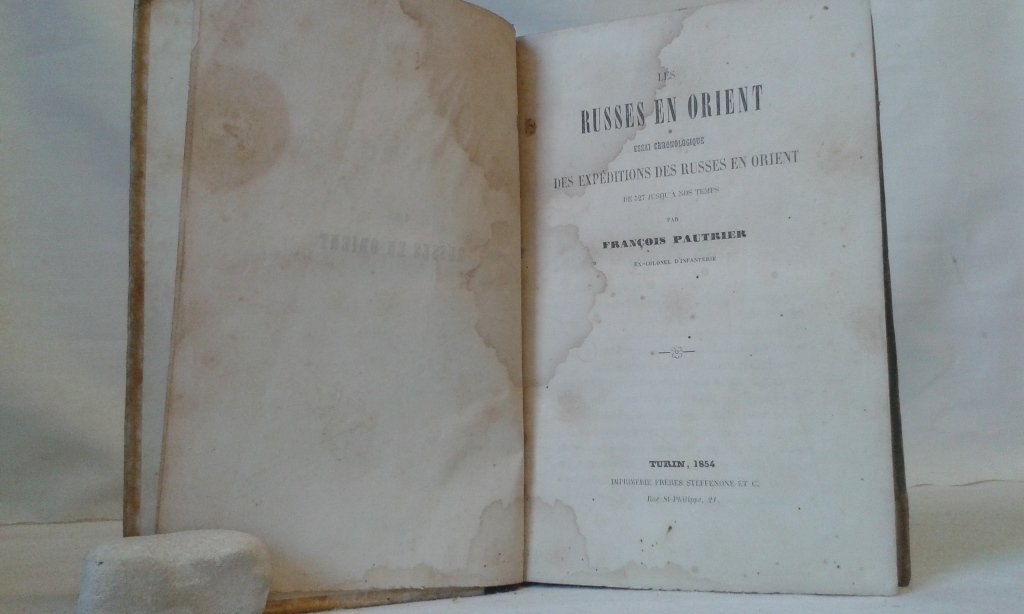 LES
RUSSES EN ORIENT
ESSAI CHRONOLOGIQUE
DES EXPÉDITIONS DES RUSSES EN ORIENT
DE 527 JUSQU'A NOS TEMPS
PAR
FRANÇOIS PAUTRIER
EX-COLONEL D'INFANTERIE
TURIN, 1854
IMPRIMERIE FRÈRES STEFFENONE ET C.
Rue St-Philippe, 21.